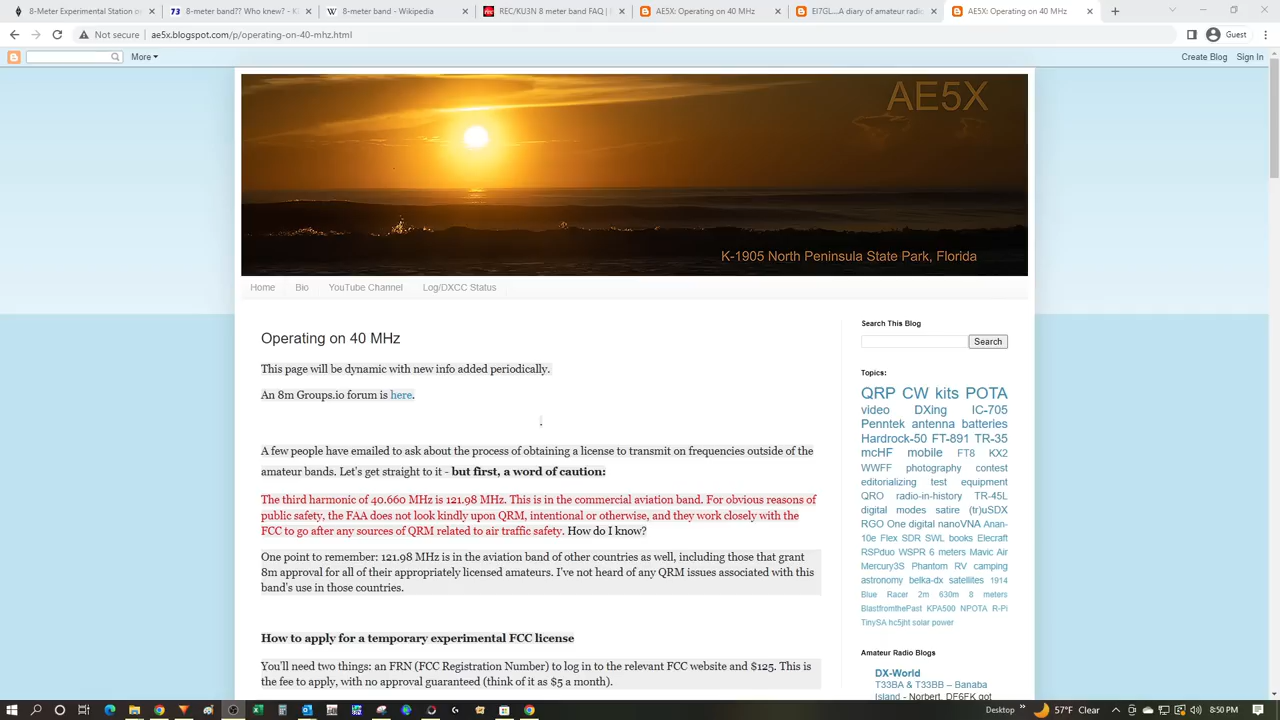 8-Meter Experimental Station o
8-meter band?? Who knew? - K
8-meter band - Wikipedia
REC/KU3N 8 meter band FAQ |
AE5X: Operating on 40 MHz
EI7GL....A diary of amateur radio
AE5X: Operating on 40 MHz
Not secure ae5x.blogspot.com/p/operating-on-40-mhz.html
Guest
More
Create Blog Sign In
AE5X
K-1905 North Peninsula State Park, Florida
Home Bio YouTube Channel Log/DXCC Status
Operating on 40 MHz
This page will be dynamic with new info added periodically.
An 8m Groups.io forum is here.
.
A few people have emailed to ask about the process of obtaining a license to transmit on frequencies outside of the
amateur bands. Let's get straight to it - but first, a word of caution:
The third harmonic of 40.660 MHz is 121.98 MHz. This is in the commercial aviation band. For obvious reasons of
public safety, the FAA does not look kindly upon QRM, intentional or otherwise, and they work closely with the
FCC to go after any sources of QRM related to air traffic safety. How do I know?
One point to remember: 121.98 MHz is in the aviation band of other countries as well, including those that grant
8m approval for all of their appropriately licensed amateurs. I've not heard of any QRM issues associated with this
band's use in those countries.
How to apply for a temporary experimental FCC license
You'll need two things: an FRN (FCC Registration Number) to log in to the relevant FCC website and $125. This is
the fee to apply, with no approval guaranteed (think of it as $5 a month).
Search This Blog
Search
Topics:
QRP CW kits POTA
video DXing IC-705
Penntek antenna batteries
Hardrock-50 FT-891 TR-35
mcHF mobile FT8 KX2
WWFF photography contest
editorializing test equipment
QRO radio-in-history TR-45L
digital modes satire (tr)uSDX
RGO One digital nanoVNA Anan-
10e Flex SDR SWL books Elecraft
RSPduo WSPR 6 meters Mavic Air
Mercury3S Phantom RV camping
astronomy belka-dx satellites 1914
Blue Racer 2m 630m 8 meters
BlastfromthePast KPA500 NPOTA R-Pi
TinySA hc5jht solar power
Amateur Radio Blogs
DX-World
T33BA & T33BB – Banaba
Island - Norbert, DF6FK got
Desktop